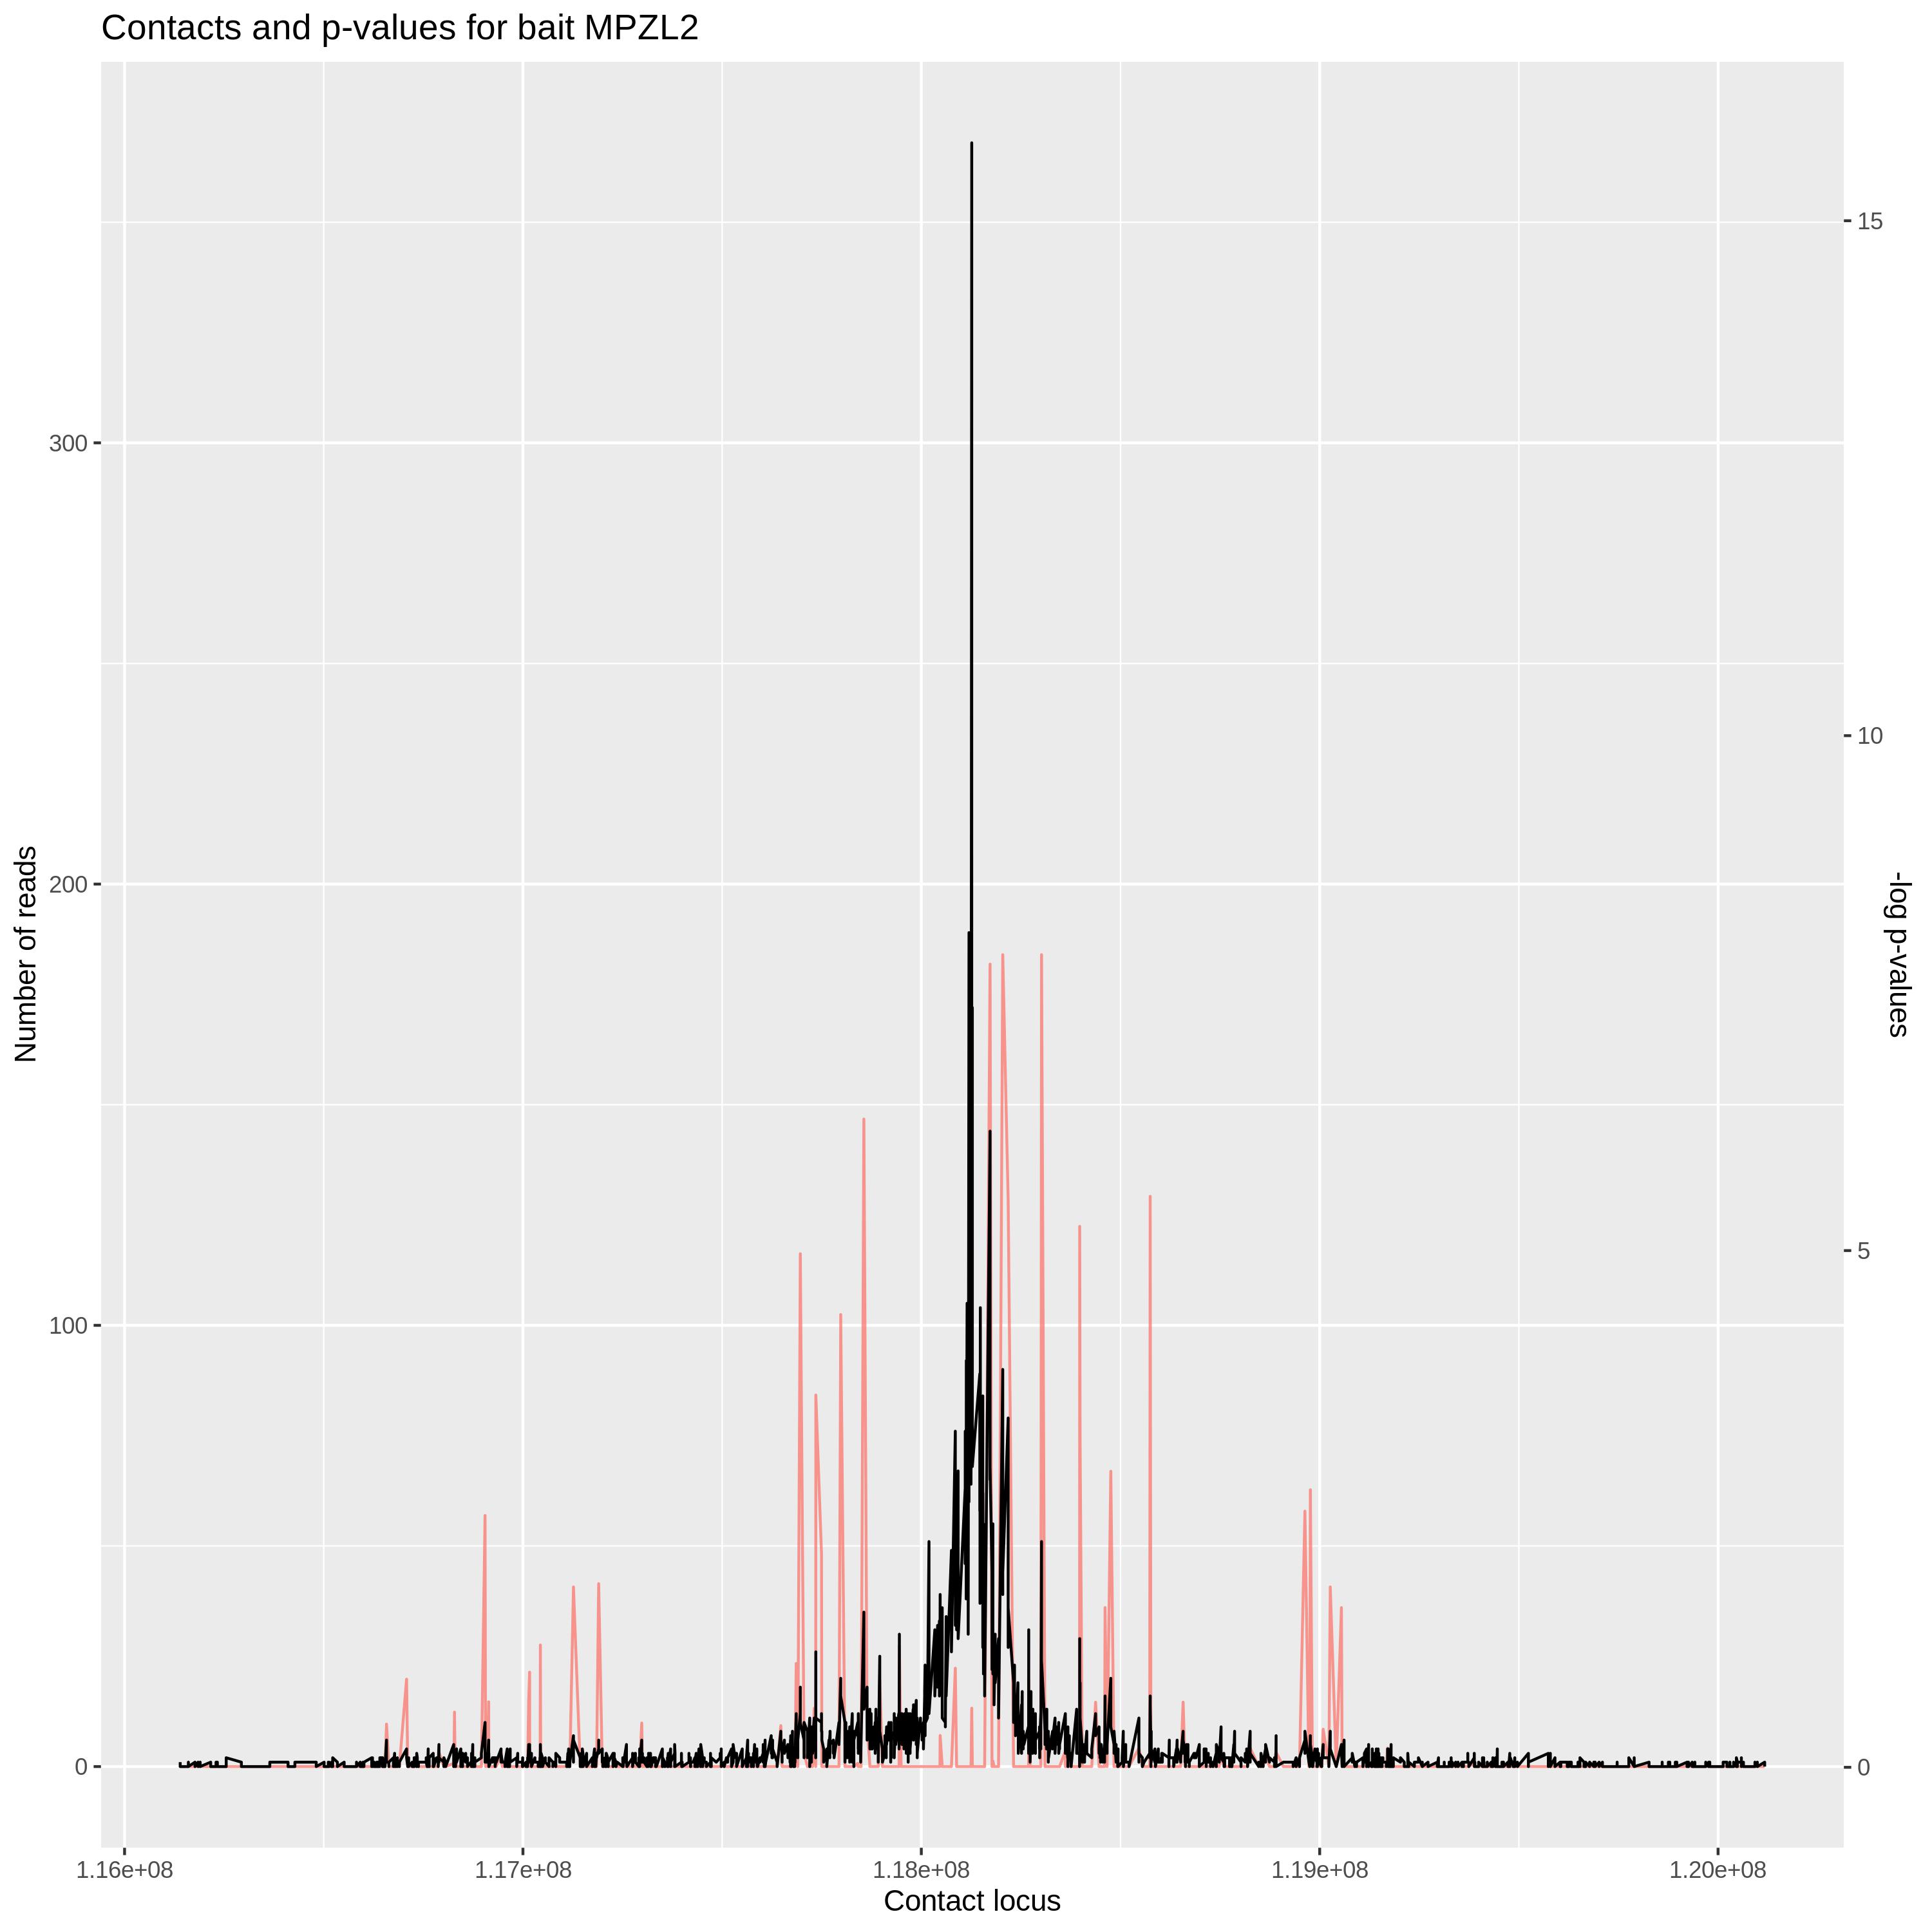 Contacts and p-values for bait MPZL2
Number of reads
300
200
100
0
15
10
5
0
-log p-values
1.16e+08
1.17e+08
1.18e+08
1.19e+08
1.20e+08
Contact locus